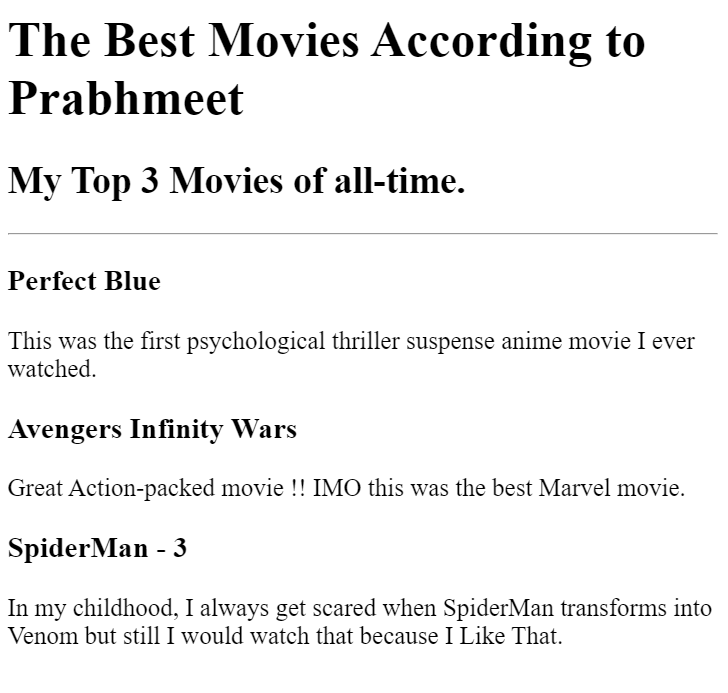 The Best Movies According to
Prabhmeet
My Top 3 Movies of all-time.
Perfect Blue
This was the first psychological thriller suspense anime movie I ever
watched.
Avengers Infinity Wars
Great Action-packed movie !! IMO this was the best Marvel movie.
SpiderMan - 3
In my childhood, I always get scared when SpiderMan transforms into
Venom but still I would watch that because I Like That.